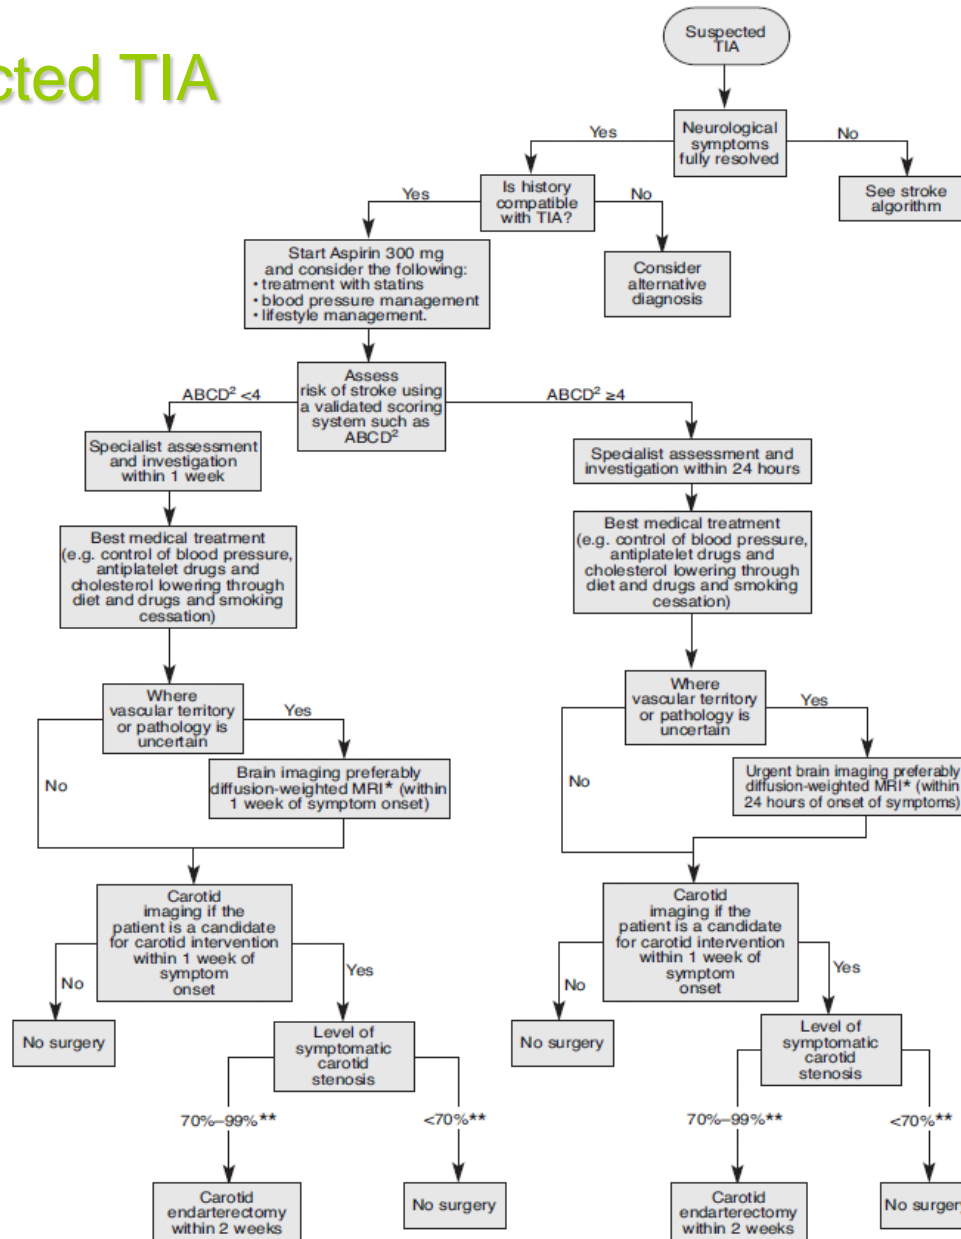 cted TIA
Suspected
TIA
Neurological
symptoms
fully resolved
Yes
No
See stroke
algorithm
Is history
compatible
with TIA?
Yes
No
Consider
alternative
diagnosis
Start Aspirin 300 mg
and consider the following:
• treatment with statins
• blood pressure management
• lifestyle management.
Assess
risk of stroke using
a validated scoring
system such as
ABCD²
ABCD² <4
ABCD² ≥4
Specialist assessment
and investigation
within 1 week
Best medical treatment
(e.g. control of blood pressure,
antiplatelet drugs and
cholesterol lowering through
diet and drugs and smoking
cessation)
Where
vascular territory
or pathology is
uncertain
Yes
No
Brain imaging preferably
diffusion-weighted MRI* (within
1 week of symptom onset)
Carotid
imaging if the
patient is a candidate
for carotid intervention
within 1 week of
symptom
onset
No
Yes
No surgery
Level of
symptomatic
carotid
stenosis
70%–99%**
<70%**
Carotid
endarterectomy
within 2 weeks
No surgery
Specialist assessment and
investigation within 24 hours
Best medical treatment
(e.g. control of blood pressure,
antiplatelet drugs and
cholesterol lowering through
diet and drugs and smoking
cessation)
Where
vascular territory
or pathology is
uncertain
Yes
No
Urgent brain imaging preferably
diffusion-weighted MRI* (within
24 hours of onset of symptoms)
Carotid
imaging if the
patient is a candidate
for carotid intervention
within 1 week of
symptom
onset
No
Yes
No surgery
Level of
symptomatic
carotid
stenosis
70%–99%**
<70%**
Carotid
endarterectomy
within 2 weeks
No surgery